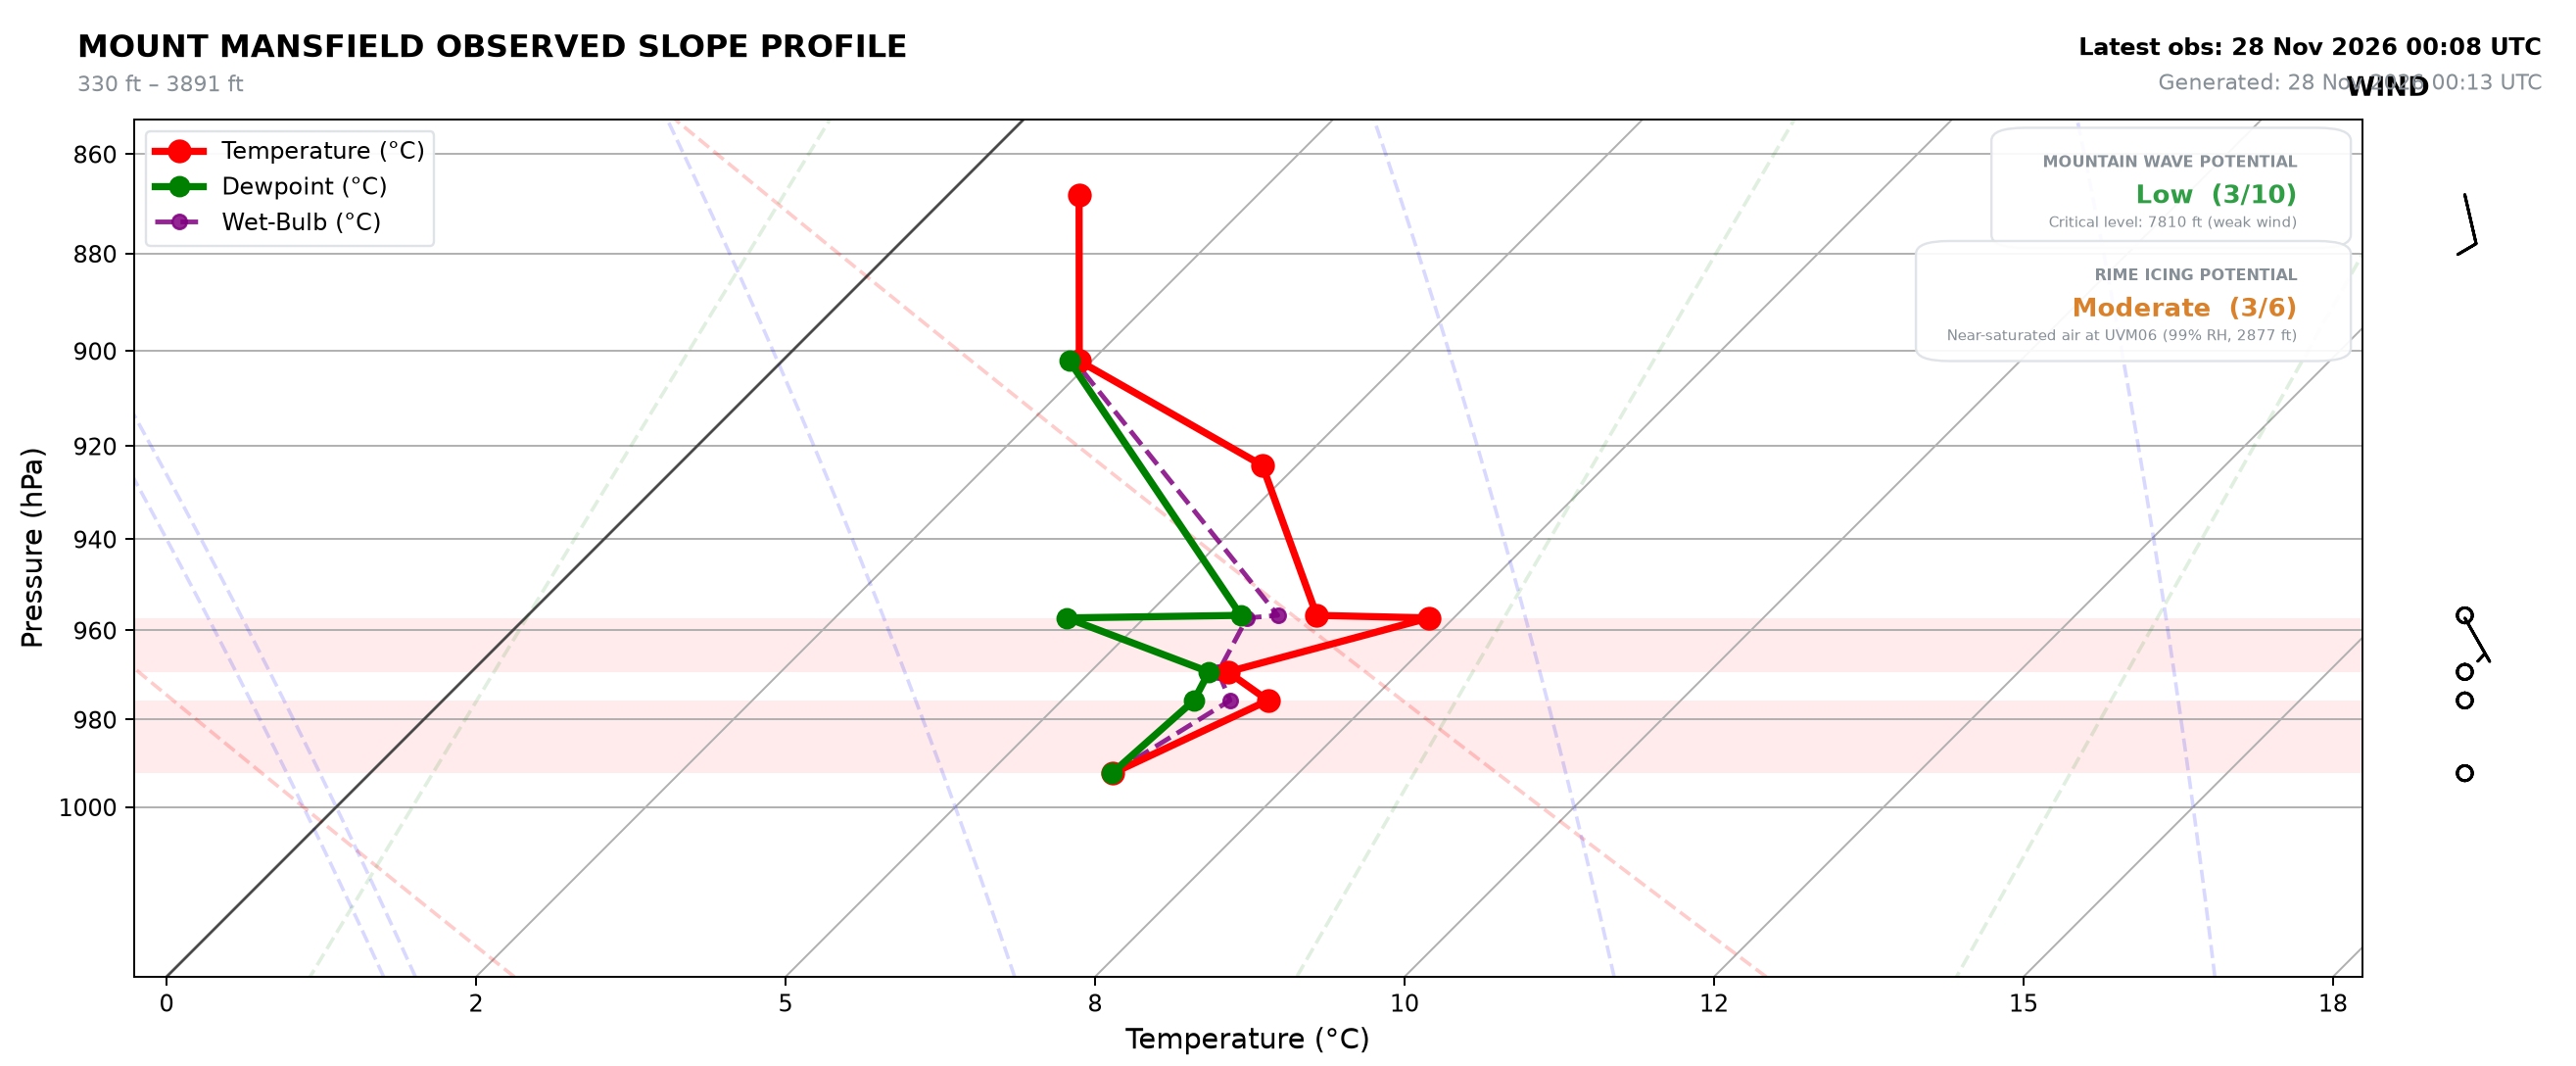 MOUNT MANSFIELD OBSERVED SLOPE PROFILE
330 ft – 3891 ft
Latest obs: 28 Nov 2026 00:08 UTC
Generated: 28 Nov 2026 00:13 UTC
WIND
Temperature (°C)
Dewpoint (°C)
Wet-Bulb (°C)
MOUNTAIN WAVE POTENTIAL
Low (3/10)
Critical level: 7810 ft (weak wind)
RIME ICING POTENTIAL
Moderate (3/6)
Near-saturated air at UVM06 (99% RH, 2877 ft)
Pressure (hPa)
860
880
900
920
940
960
980
1000
0 2 5 8 10 12 15 18
Temperature (°C)